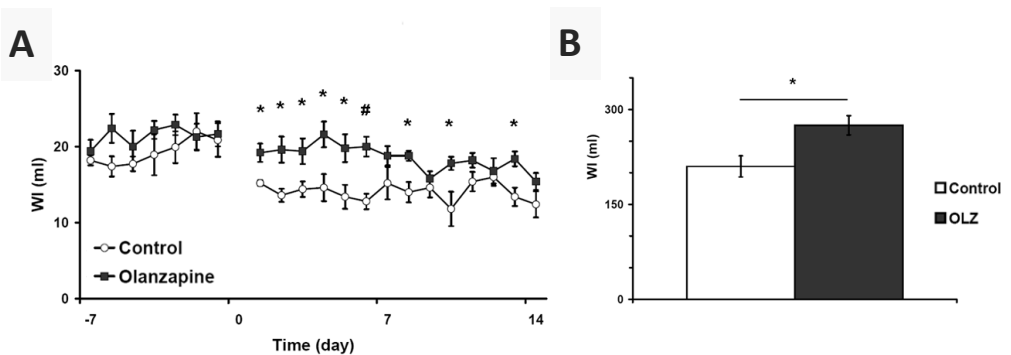 A
B
30
20
10
0
WI (ml)
* * * * * # * * *
Control
Olanzapine
-7 0 7 14
Time (day)
300
150
0
WI (ml)
*
Control
OLZ